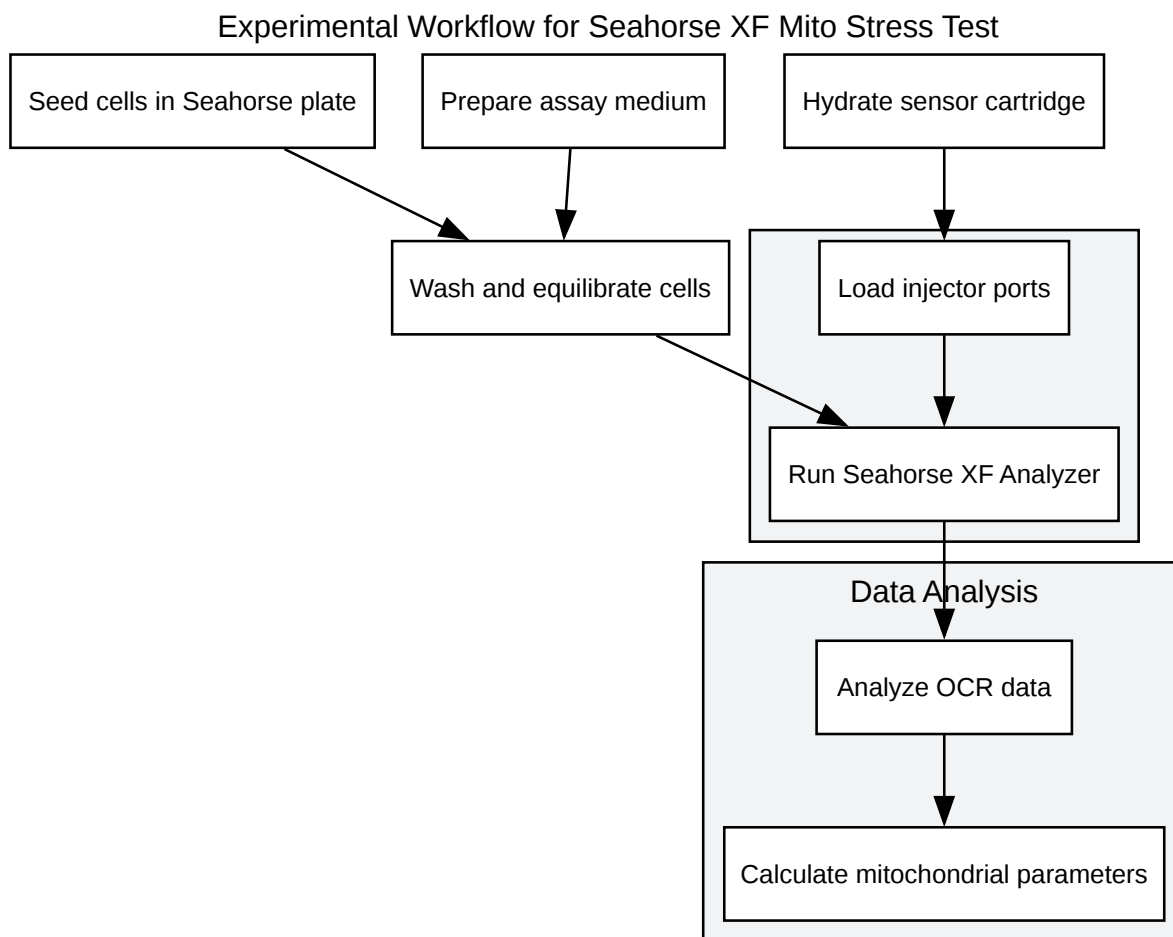 Experimental Workflow for Seahorse XF Mito Stress Test
Seed cells in Seahorse plate
Prepare assay medium
Hydrate sensor cartridge
Wash and equilibrate cells
Load injector ports
Run Seahorse XF Analyzer
Data Analysis
Analyze OCR data
Calculate mitochondrial parameters